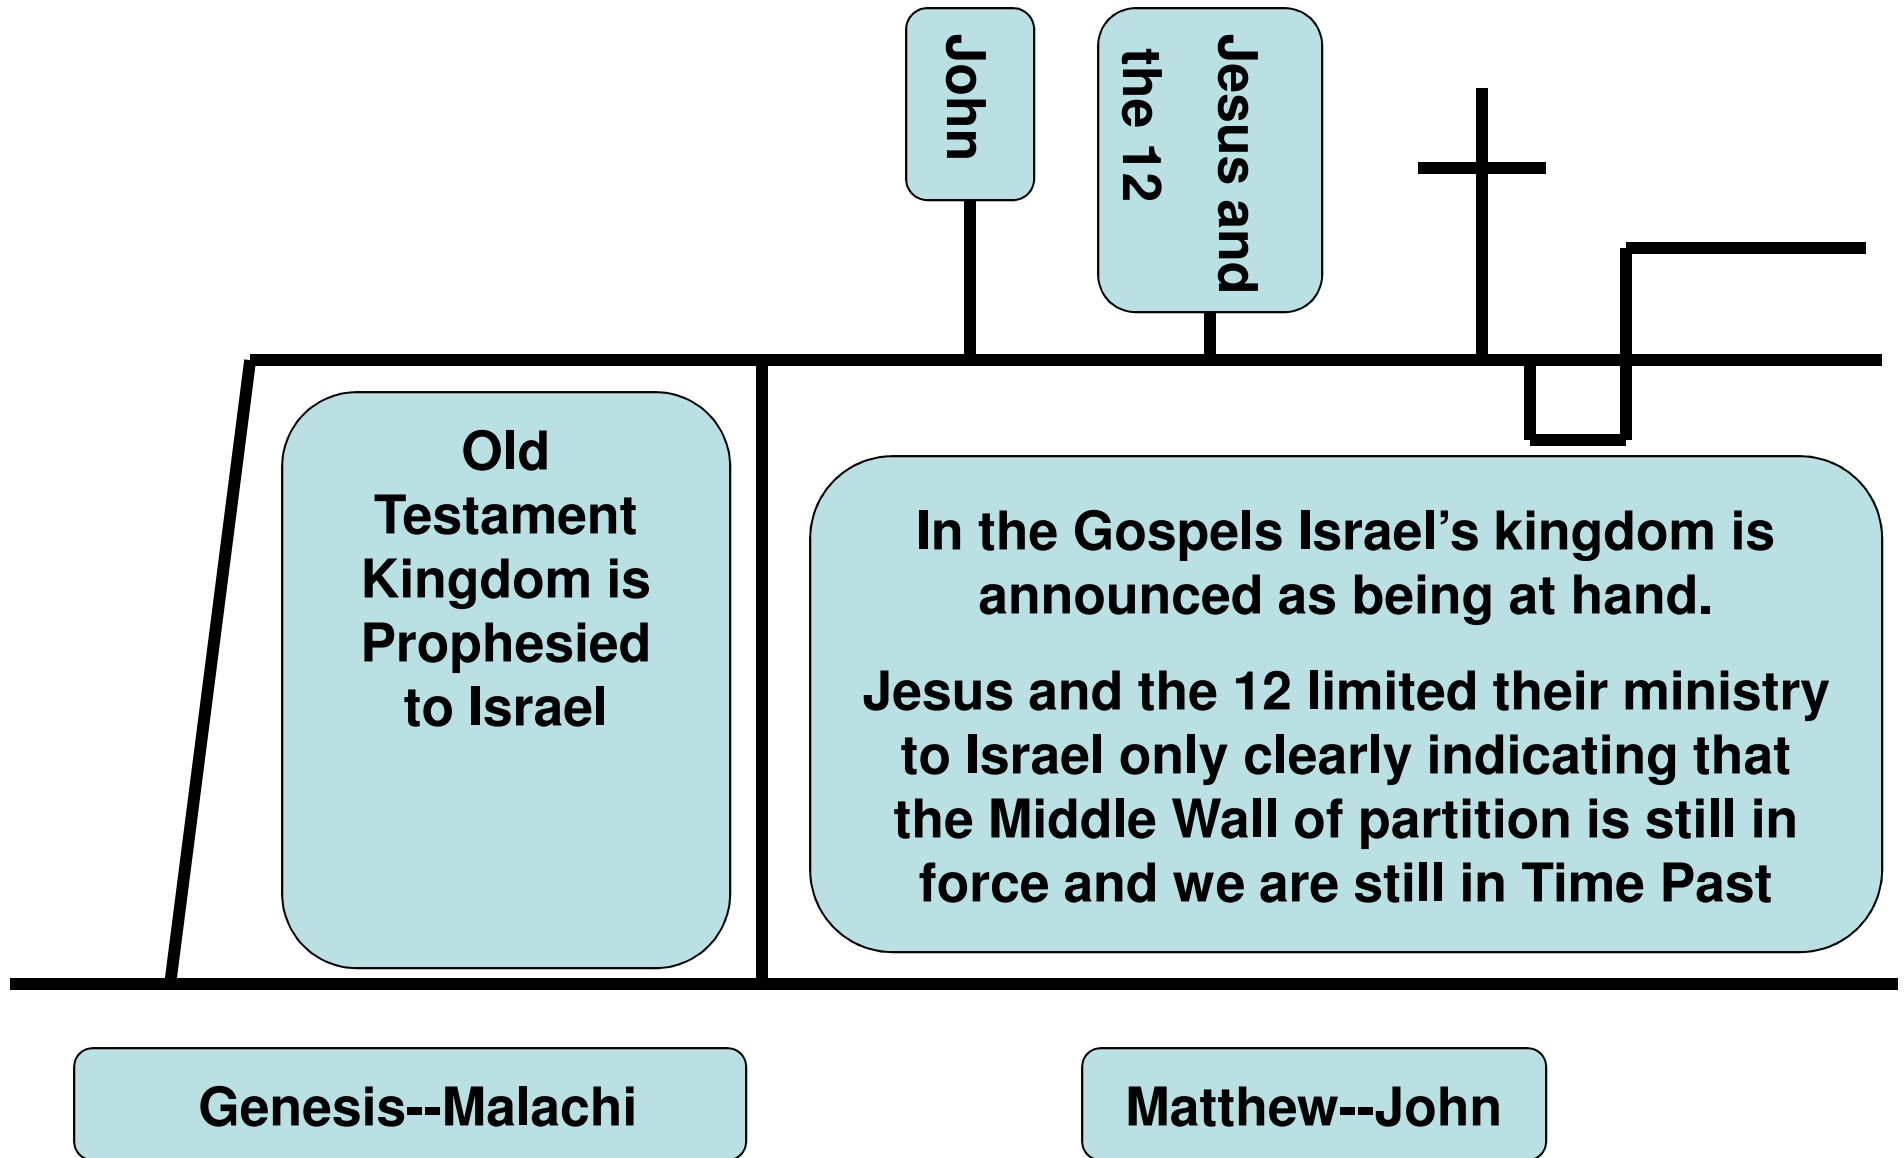 John
Jesus and
the 12
Old
Testament
Kingdom is
Prophesied
to Israel
In the Gospels Israel’s kingdom is
announced as being at hand.
Jesus and the 12 limited their ministry
to Israel only clearly indicating that
the Middle Wall of partition is still in
force and we are still in Time Past
Genesis--Malachi
Matthew--John